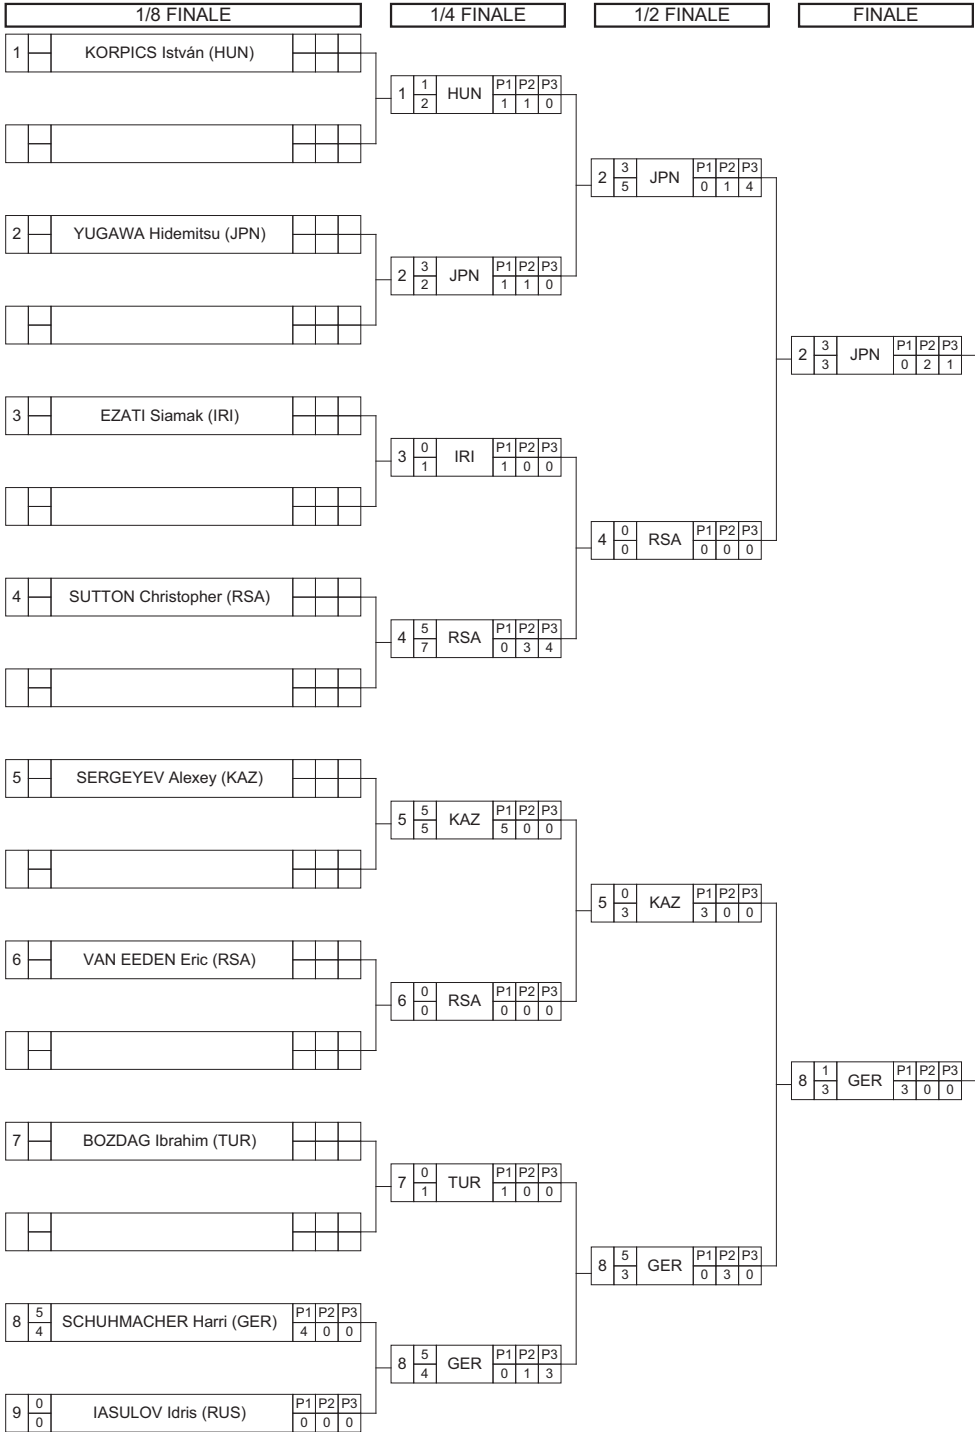 1/8 FINALE 1/4 FINALE 1/2 FINALE FINALE
1 KORPICS István (HUN)
1 1 HUN P1 P2 P3
2 1 1 0
2 3 JPN P1 P2 P3
5 0 1 4
2 YUGAWA Hidemitsu (JPN)
2 3 JPN P1 P2 P3
2 1 1 0
2 3 JPN P1 P2 P3
3 0 2 1
3 EZATI Siamak (IRI)
3 0 IRI P1 P2 P3
1 1 0 0
4 0 RSA P1 P2 P3
0 0 0 0
4 SUTTON Christopher (RSA)
4 5 RSA P1 P2 P3
7 0 3 4
5 SERGEYEV Alexey (KAZ)
5 5 KAZ P1 P2 P3
5 5 0 0
5 0 KAZ P1 P2 P3
3 3 0 0
6 VAN EEDEN Eric (RSA)
6 0 RSA P1 P2 P3
0 0 0 0
8 1 GER P1 P2 P3
3 3 0 0
7 BOZDAG Ibrahim (TUR)
7 0 TUR P1 P2 P3
1 1 0 0
8 5 GER P1 P2 P3
3 0 3 0
8 5 SCHUHMACHER Harri (GER) P1 P2 P3
4 4 0 0
8 5 GER P1 P2 P3
4 0 1 3
9 0 IASULOV Idris (RUS) P1 P2 P3
0 0 0 0